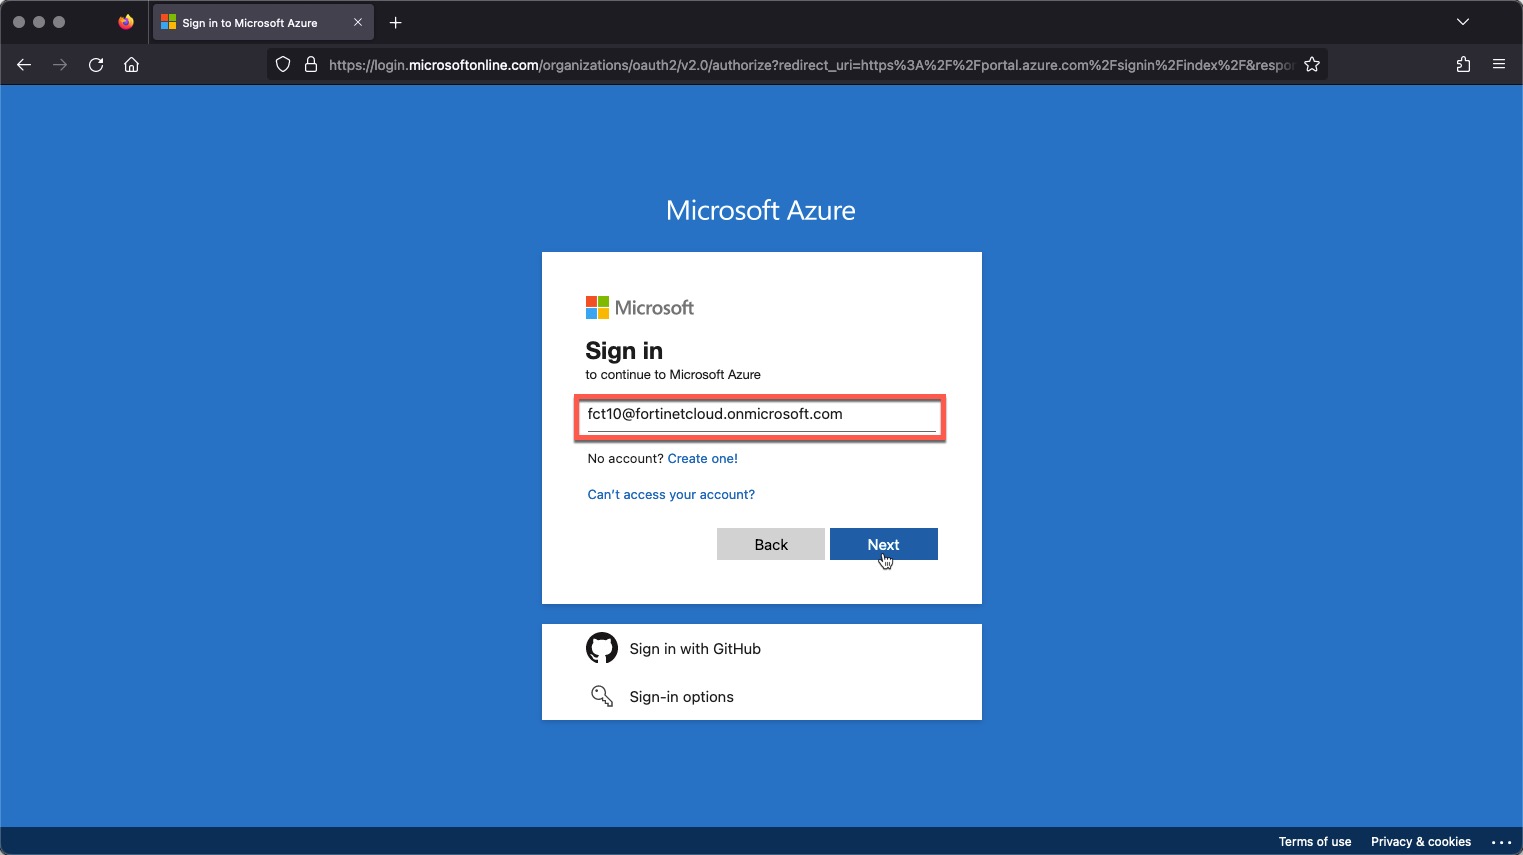 Sign in to Microsoft Azure
https://login.microsoftonline.com/organizations/oauth2/v2.0/authorize?redirect_uri=https%3A%2F%2Fportal.azure.com%2Fsignin%2Findex%2F&respo
Microsoft Azure
Microsoft
Sign in
to continue to Microsoft Azure
fct10@fortinetcloud.onmicrosoft.com
No account? Create one!
Can't access your account?
Back
Next
Sign in with GitHub
Sign-in options
Terms of use
Privacy & cookies